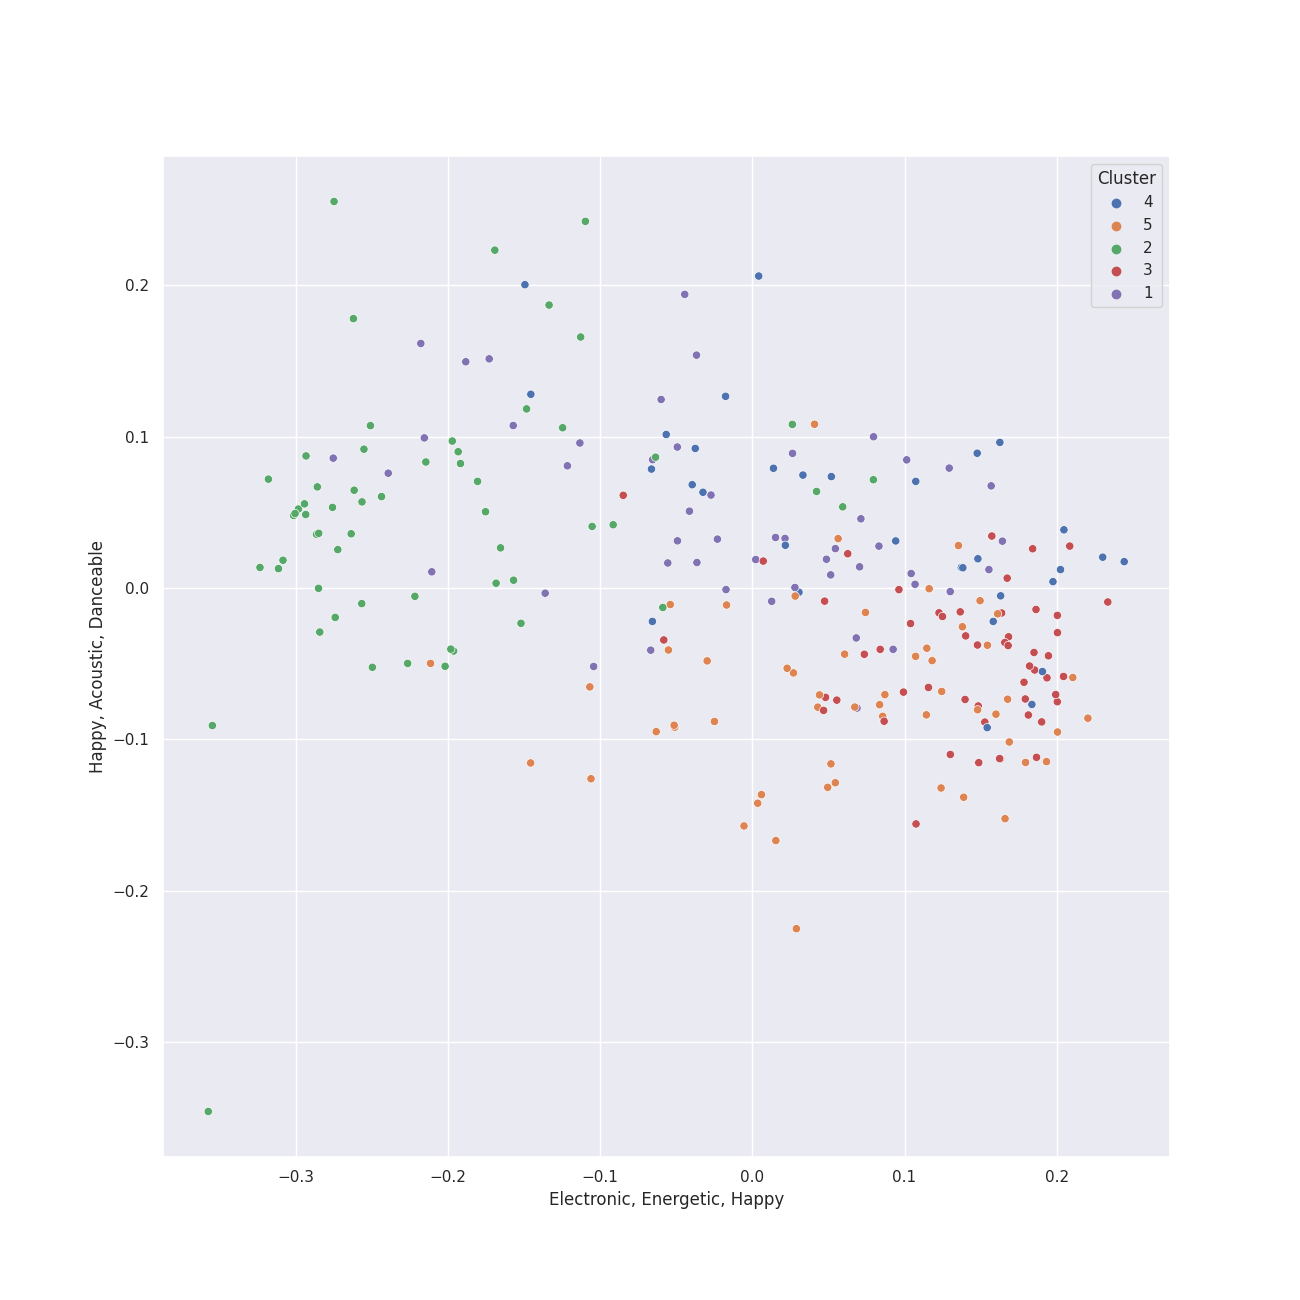 Cluster
4
5
2
3
1
0.2
0.1
0.0
−0.1
−0.2
−0.3
Happy, Acoustic, Danceable
−0.3 −0.2 −0.1 0.0 0.1 0.2
Electronic, Energetic, Happy